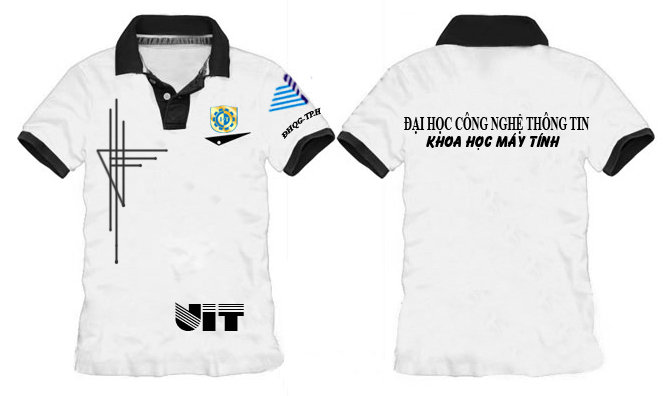 ĐHQG-TP.H
UIT
ĐẠI HỌC CÔNG NGHỆ THÔNG TIN
KHOA HỌC MÁY TÍNH